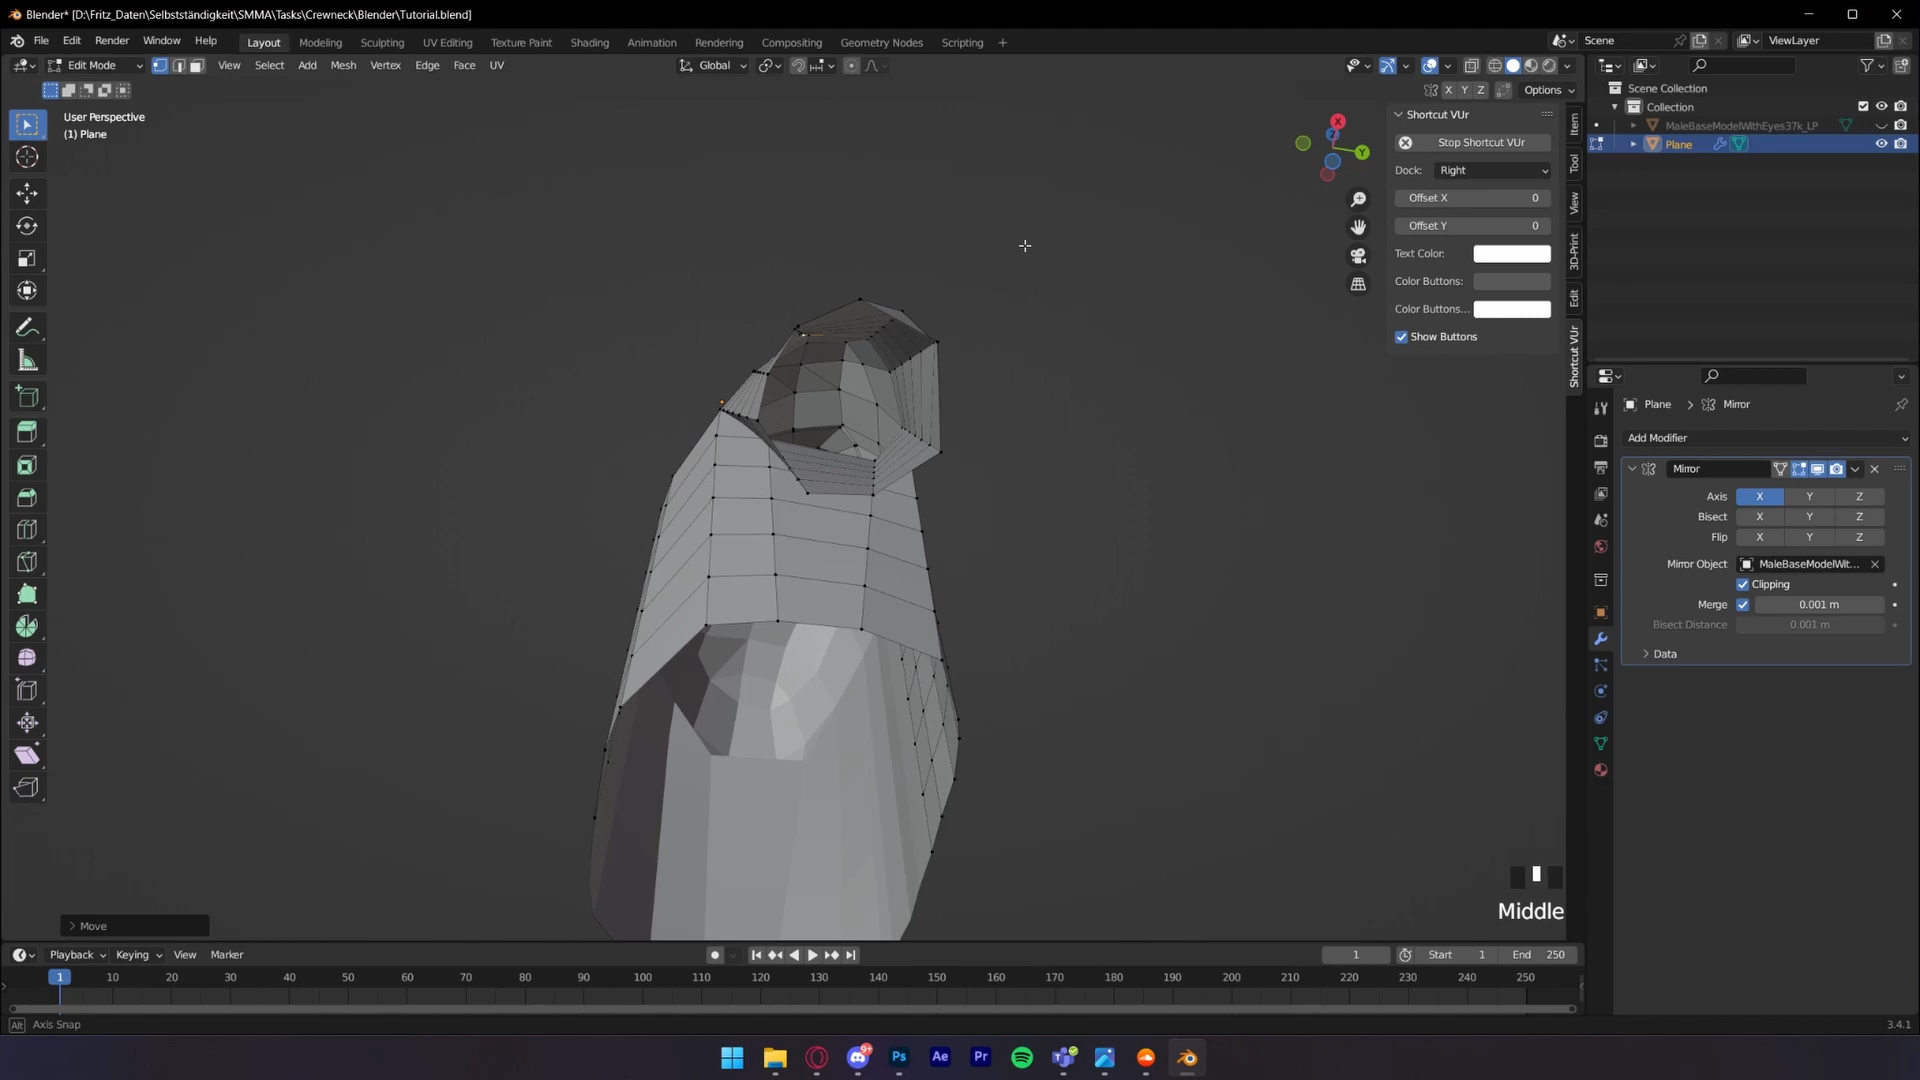 Blender* [D:\Fritz_Daten\Selbstständigkeit\SMMA\Tasks\Crewneck\Blender\Tutorial.blend]
File Edit Render Window Help Layout Modeling Sculpting UV Editing Texture Paint Shading Animation Rendering Compositing Geometry Nodes Scripting Scene ViewLayer
Edit Mode View Select Add Mesh Vertex Edge Face UV Global
X Y Z Options
User Perspective
(1) Plane
Scene Collection
Collection
MaleBaseModelWithEyes37k_LP
Plane
Shortcut VUr
Stop Shortcut VUr
Dock: Right
Offset X 0
Offset Y 0
Text Color:
Color Buttons:
Color Buttons...
Show Buttons
Item
Tool
View
3D-Print
Edit
Shortcut VUr
X
Y
Z
Plane Mirror
Add Modifier
Mirror
Axis X Y Z
Bisect X Y Z
Flip X Y Z
Mirror Object MaleBaseModelWit...
Clipping
Merge 0.001 m
Bisect Distance 0.001 m
Data
Middle
Move
Playback Keying View Marker 1 Start 1 End 250
1 10 20 30 40 50 60 70 80 90 100 110 120 130 140 150 160 170 180 190 200 210 220 230 240 250
Alt Axis Snap 3.4.1
9+ Ps Ae Pr